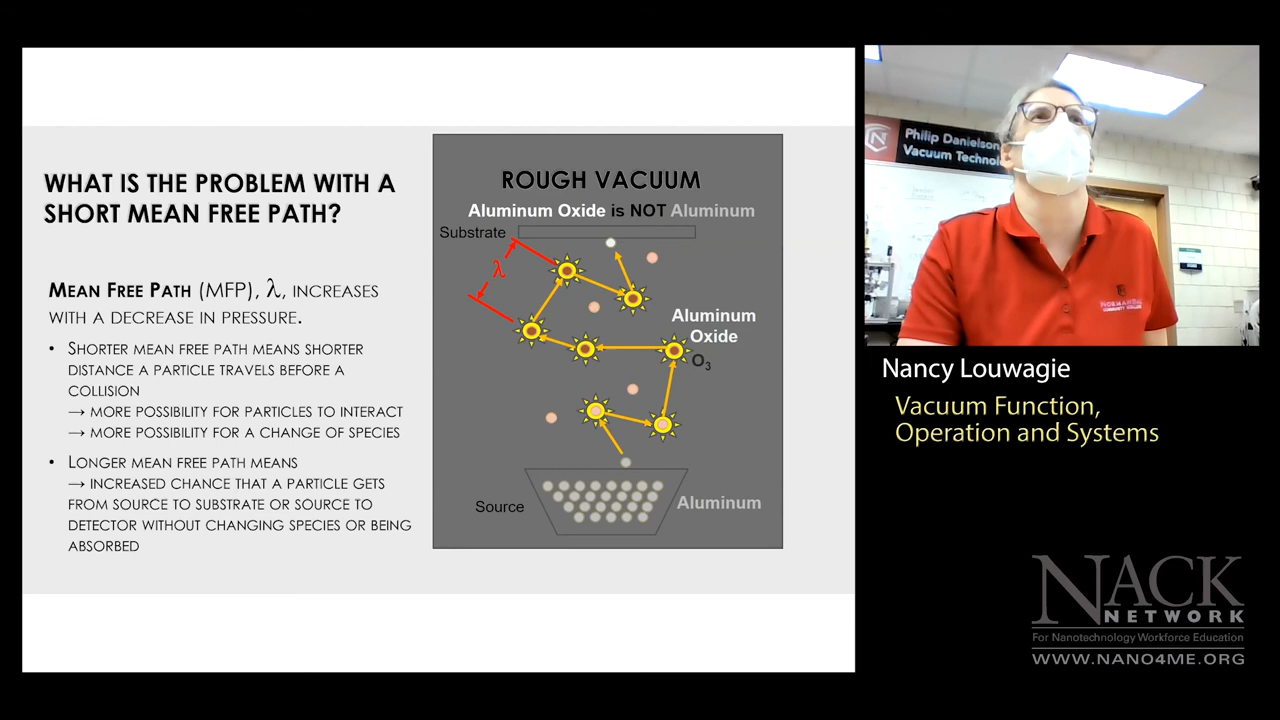 WHAT IS THE PROBLEM WITH A
SHORT MEAN FREE PATH?
MEAN FREE PATH (MFP), λ, INCREASES
WITH A DECREASE IN PRESSURE.
• SHORTER MEAN FREE PATH MEANS SHORTER
DISTANCE A PARTICLE TRAVELS BEFORE A
COLLISION
→ MORE POSSIBILITY FOR PARTICLES TO INTERACT
→ MORE POSSIBILITY FOR A CHANGE OF SPECIES
• LONGER MEAN FREE PATH MEANS
→ INCREASED CHANCE THAT A PARTICLE GETS
FROM SOURCE TO SUBSTRATE OR SOURCE TO
DETECTOR WITHOUT CHANGING SPECIES OR BEING
ABSORBED
ROUGH VACUUM
Aluminum Oxide is NOT Aluminum
Substrate
λ
Aluminum
Oxide
O₃
Source
Aluminum
N
Philip Danielson
Vacuum Technol
NORMANDALE
COMMUNITY COLLEGE
Nancy Louwagie
Vacuum Function,
Operation and Systems
NACK
NETWORK
For Nanotechnology Workforce Education
WWW.NANO4ME.ORG